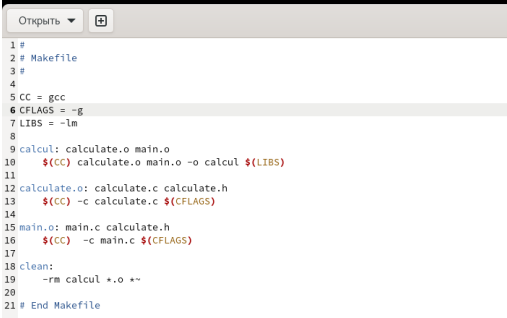 Открыть
1 #
2 # Makefile
3 #
4
5 CC = gcc
6 CFLAGS = -g
7 LIBS = -lm
8
9 calcul: calculate.o main.o
10     $(CC) calculate.o main.o -o calcul $(LIBS)
11
12 calculate.o: calculate.c calculate.h
13     $(CC) -c calculate.c $(CFLAGS)
14
15 main.o: main.c calculate.h
16     $(CC)  -c main.c $(CFLAGS)
17
18 clean:
19     -rm calcul *.o *~
20
21 # End Makefile